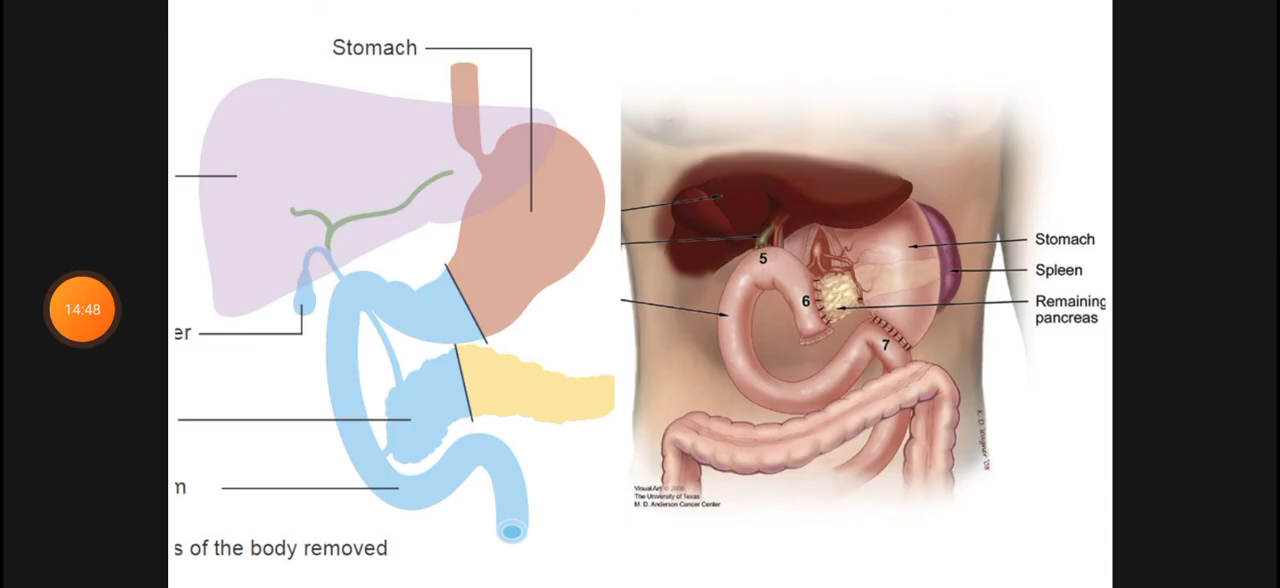 14:48
Stomach
er
m
s of the body removed
5
6
7
Stomach
Spleen
Remaining
pancreas
Visual Art © 2008
The University of Texas
M. D. Anderson Cancer Center